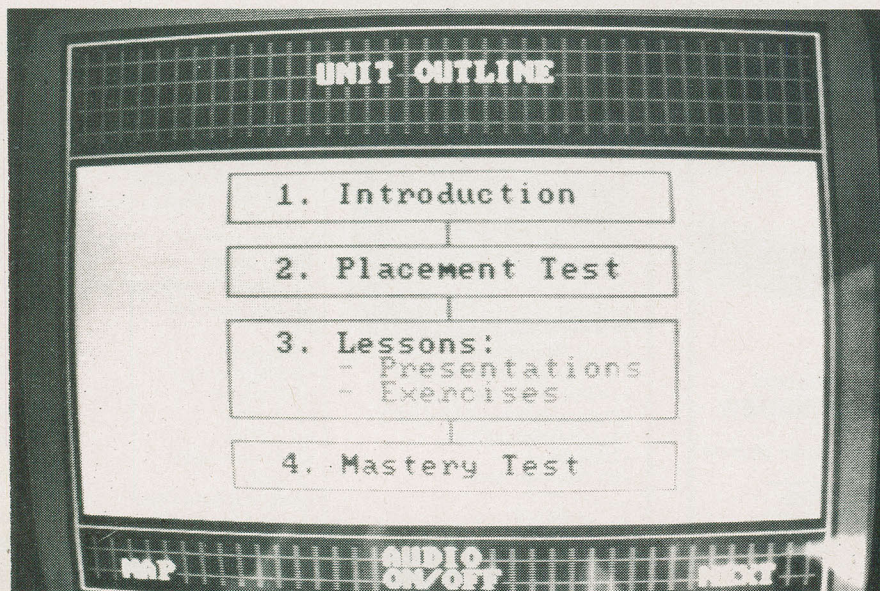 UNIT OUTLINE
1. Introduction
2. Placement Test
3. Lessons:
- Presentations
- Exercises
4. Mastery Test
MAP
AUDIO
ON/OFF
NEXT